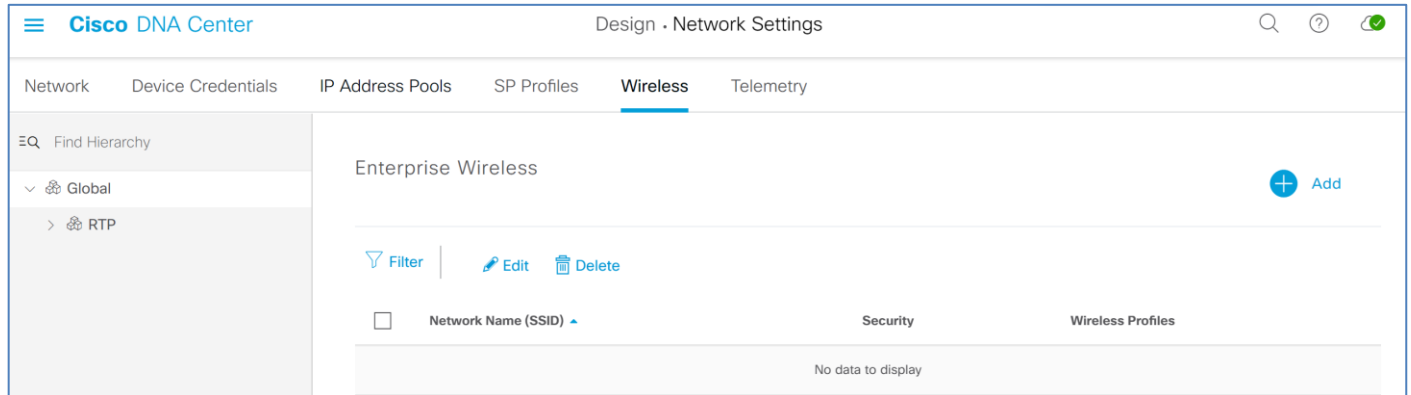 Cisco DNA Center Design · Network Settings
Network Device Credentials IP Address Pools SP Profiles Wireless Telemetry
Find Hierarchy
Global
RTP
Enterprise Wireless
Add
Filter Edit Delete
Network Name (SSID) Security Wireless Profiles
No data to display